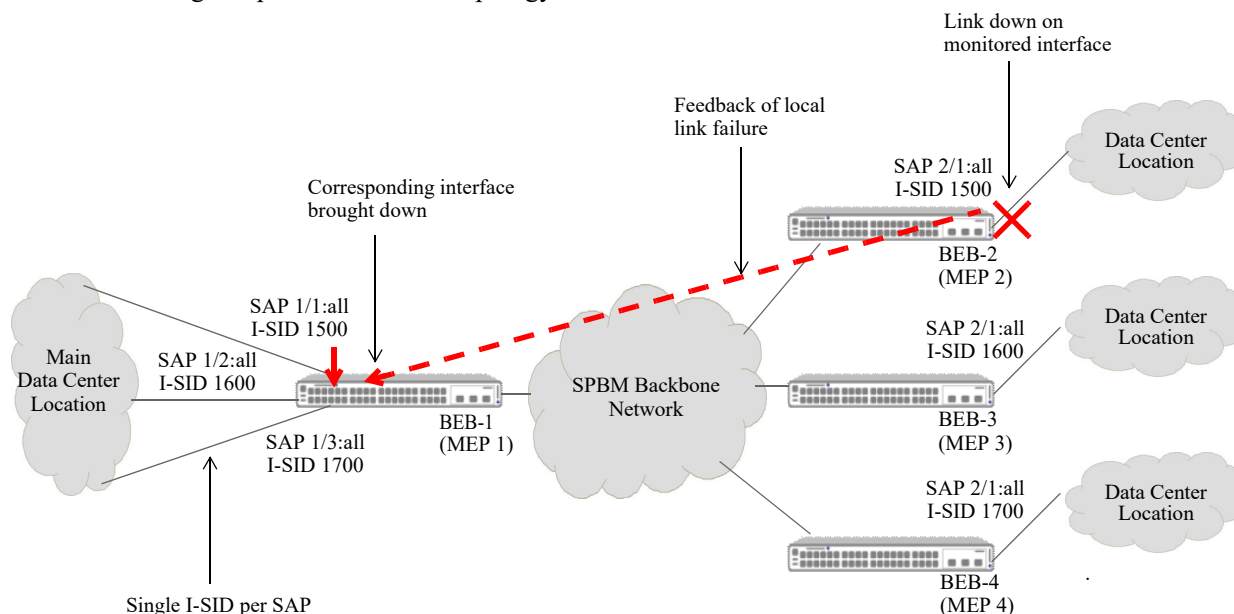 Link down on
monitored interface
Feedback of local
link failure
Data Center
Location
SAP 2/1:all
I-SID 1500
Corresponding interface
brought down
BEB-2
(MEP 2)
SAP 1/1:all
I-SID 1500
SAP 2/1:all
I-SID 1600
Data Center
Location
Main
Data Center
Location
SAP 1/2:all
I-SID 1600
SPBM Backbone
Network
BEB-1
(MEP 1)
BEB-3
(MEP 3)
SAP 1/3:all
I-SID 1700
SAP 2/1:all
I-SID 1700
Data Center
Location
BEB-4
(MEP 4)
Single I-SID per SAP